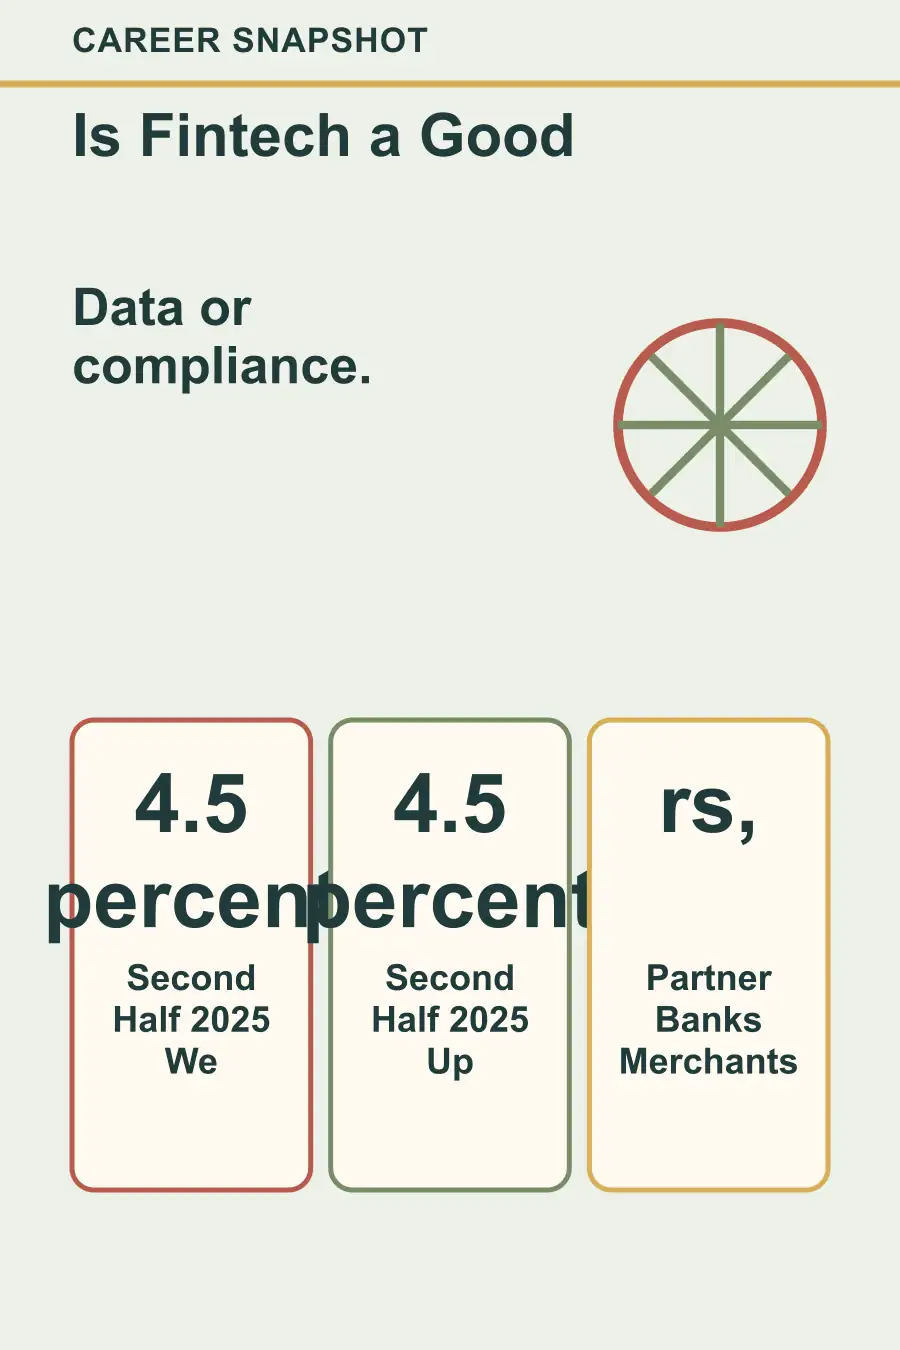 CAREER SNAPSHOT
Is Fintech a Good
Data or
compliance.
4.5
percent
Second
Half 2025
We
4.5
percent
Second
Half 2025
Up
rs,
Partner
Banks
Merchants